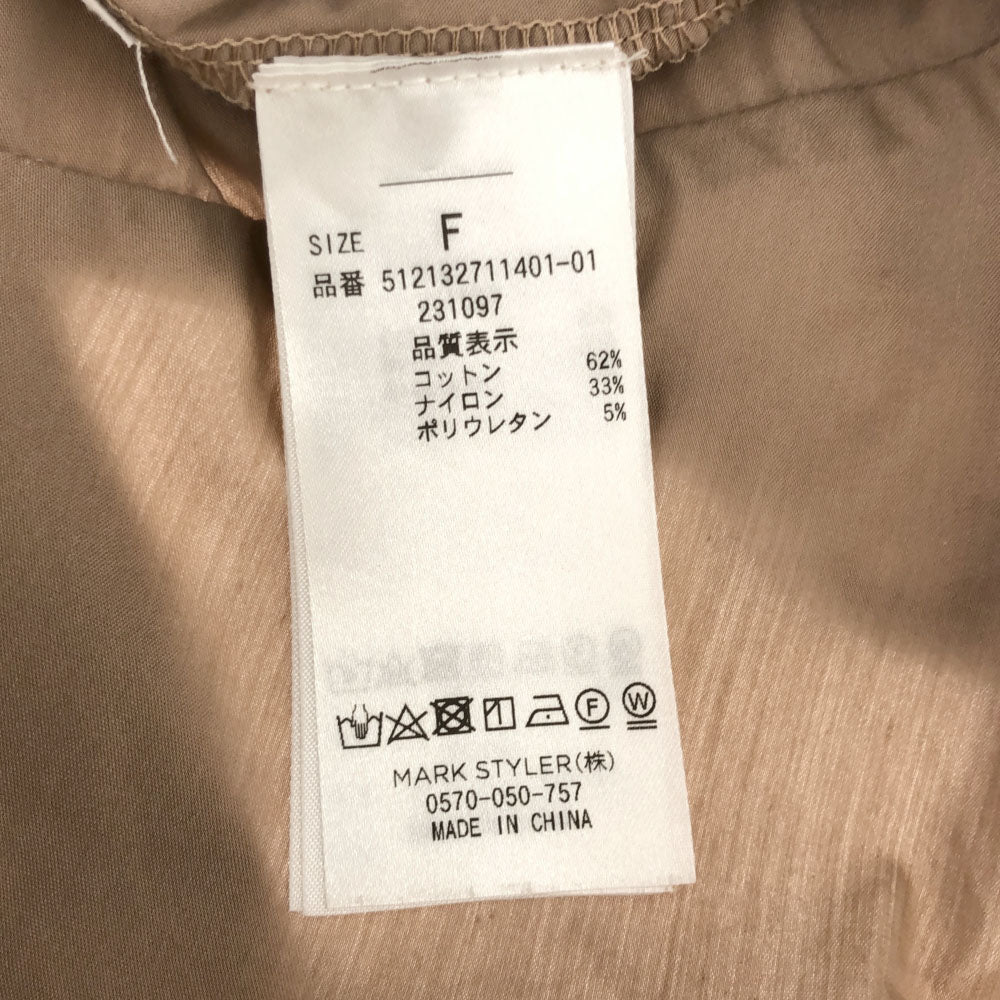 SIZE F
品番 512132711401-01
231097
品質表示
コットン 62%
ナイロン 33%
ポリウレタン 5%
F W
MARK STYLER(株)
0570-050-757
MADE IN CHINA